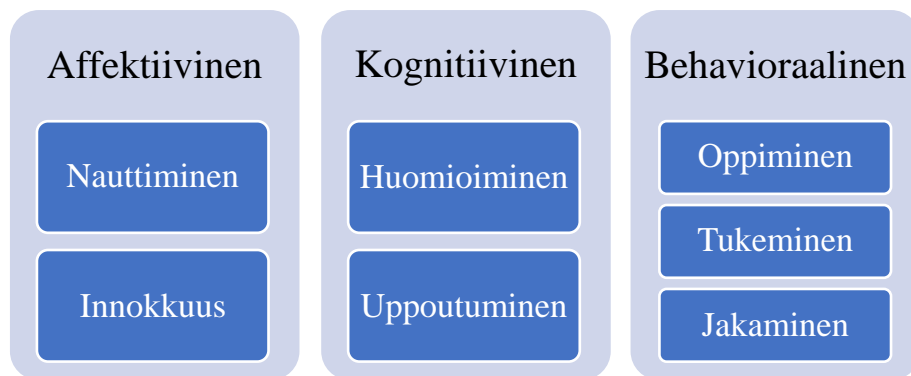 Affektiivinen
Nauttiminen
Innokkuus
Kognitiivinen
Huomioiminen
Uppoutuminen
Behavioraalinen
Oppiminen
Tukeminen
Jakaminen